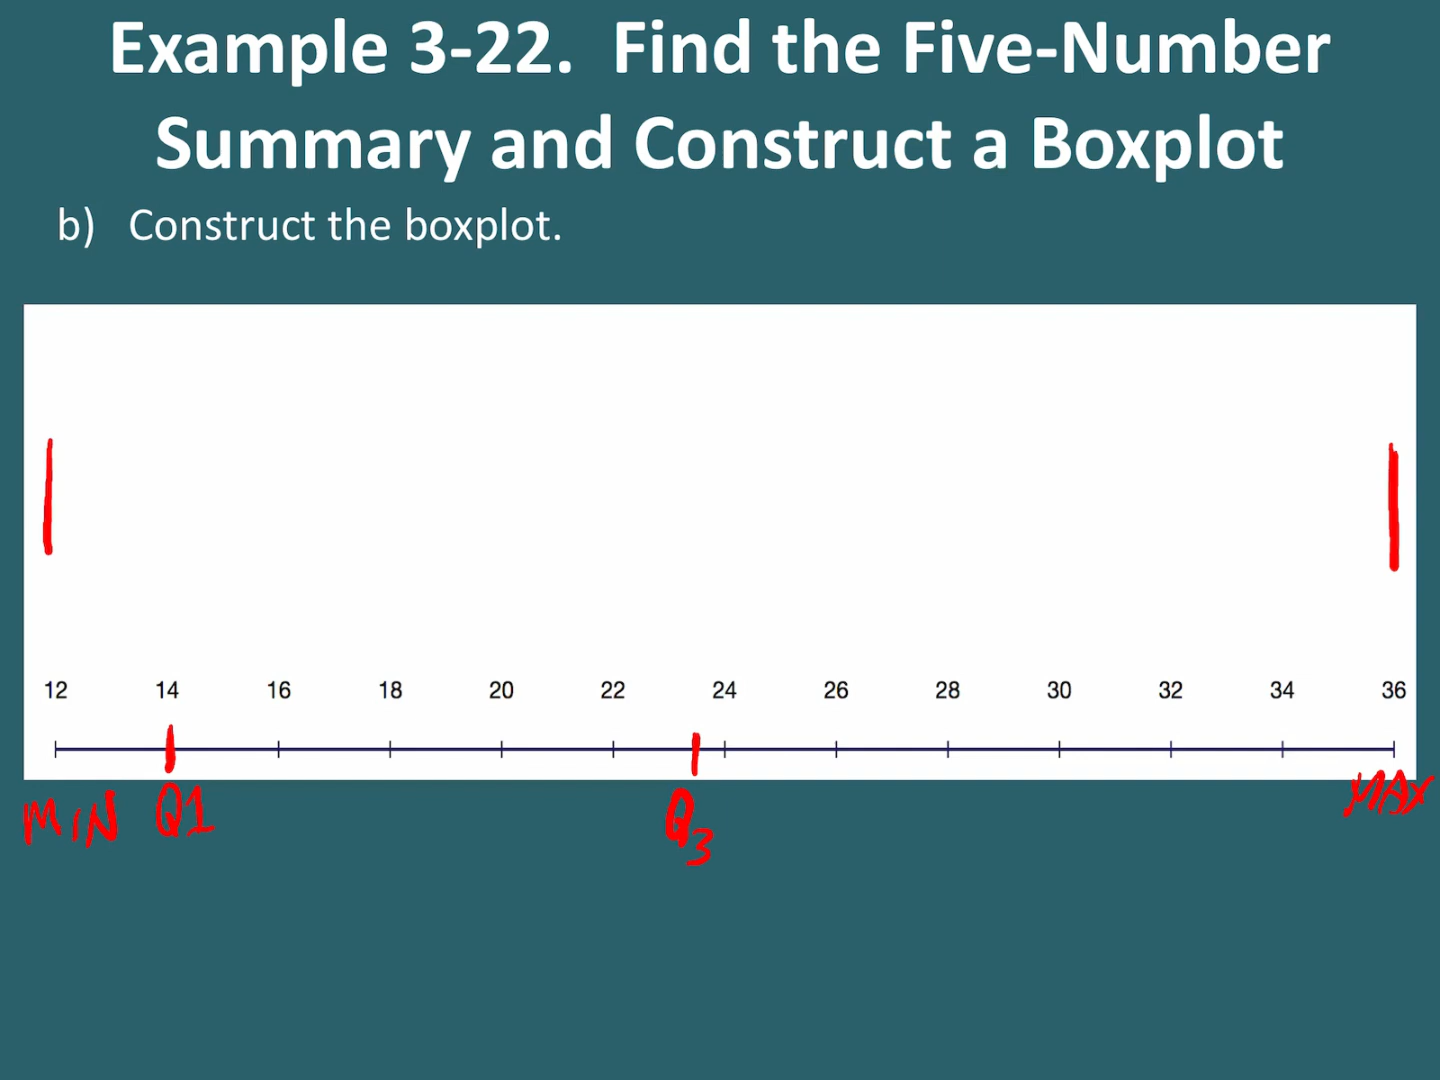 Example 3-22. Find the Five-Number
Summary and Construct a Boxplot
b) Construct the boxplot.
12 14 16 18 20 22 24 26 28 30 32 34 36
MIN Q1 Q3 MAX